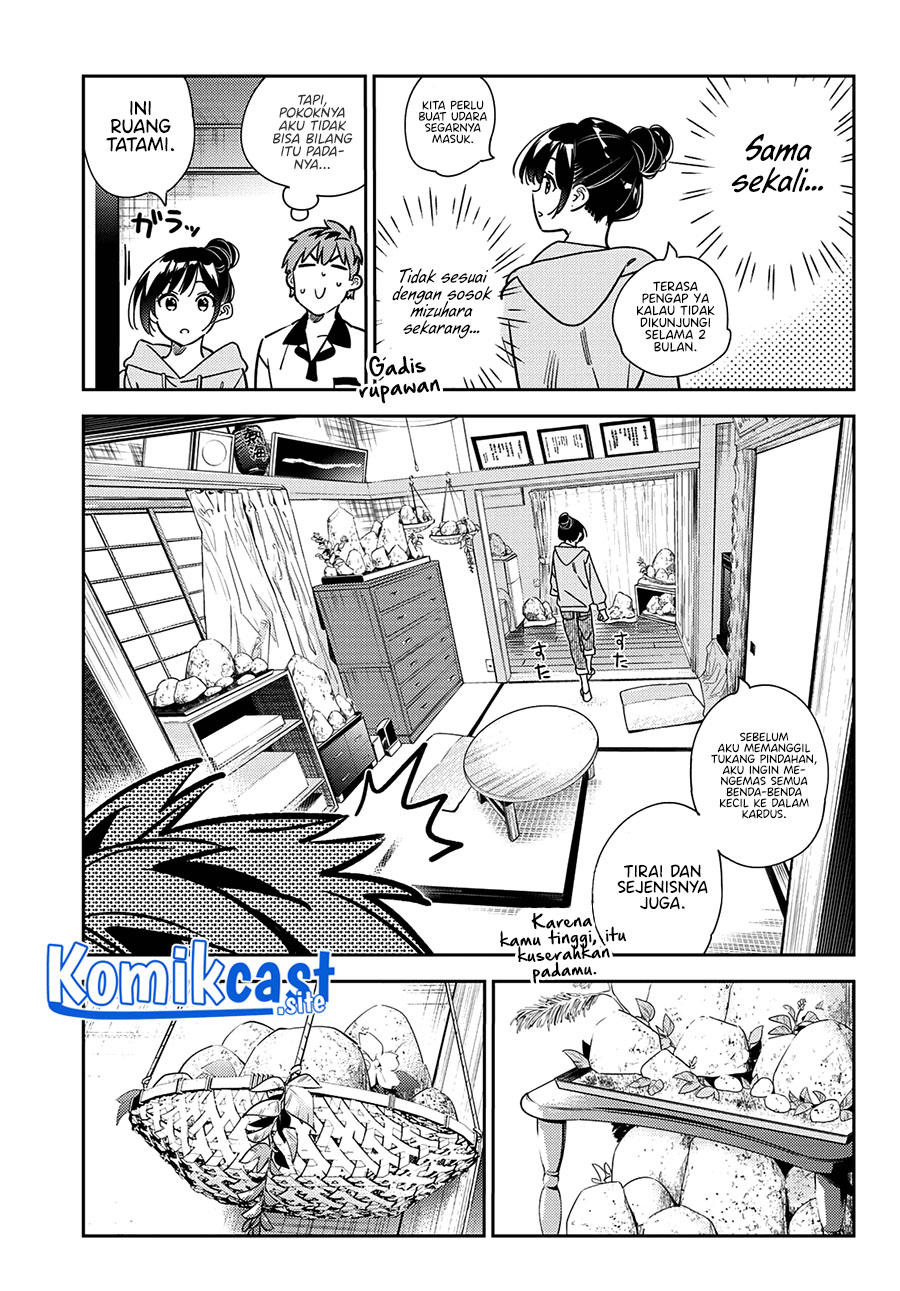 Sama
sekali...
KITA PERLU
BUAT UDARA
SEGARNYA
MASUK.
Tidak sesuai
dengan sosok
mizuhara
sekarang...
TERASA
PENGAP YA
KALAU TIDAK
DIKUNJUNGI
SELAMA 2
BULAN.
Gadis
rupawan
TAPI,
POKOKNYA
AKU TIDAK
BISA BILANG
ITU PADA-
NYA...
INI
RUANG
TATAMI.
ガラッ
すた
すた
SEBELUM
AKU MEMANGGIL
TUKANG PINDAHAN,
AKU INGIN ME-
NGEMAS SEMUA
BENDA-BENDA
KECIL KE DALAM
KARDUS.
TIRAI DAN
SEJENISNYA
JUGA.
Karena
kamu tinggi, itu
kuserahkan
padamu.
Komikcast
.site